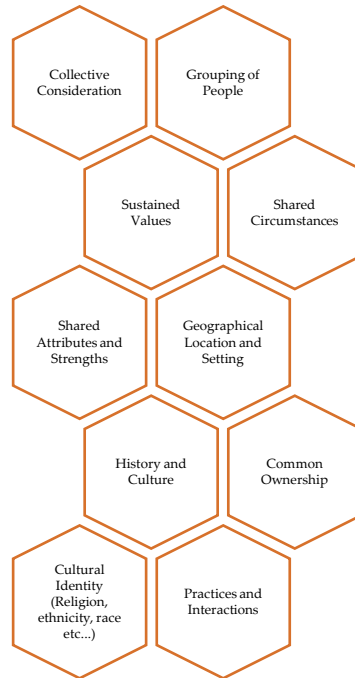 Collective
Consideration
Grouping of
People
Sustained
Values
Shared
Circumstances
Shared
Attributes and
Strengths
Geographical
Location and
Setting
History and
Culture
Common
Ownership
Cultural
Identity
(Religion,
ethnicity, race
etc...)
Practices and
Interactions